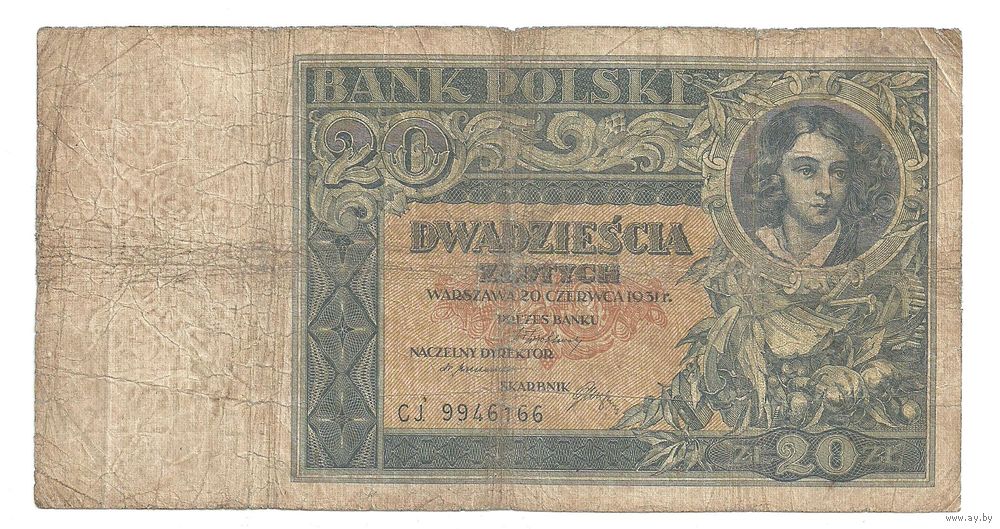 BANK POLSKI
20
DWADZIEŚCIA
ZŁOTYCH
WARSZAWA 20 CZERWCA 1931 r.
PREZES BANKU
NACZELNY DYREKTOR
SKARBNIK
CJ 9946166
ZŁ 20 ZŁ
www.ay.by